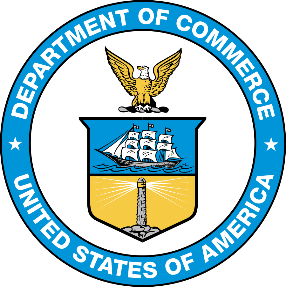 DEPARTMENT OF COMMERCE
UNITED STATES OF AMERICA